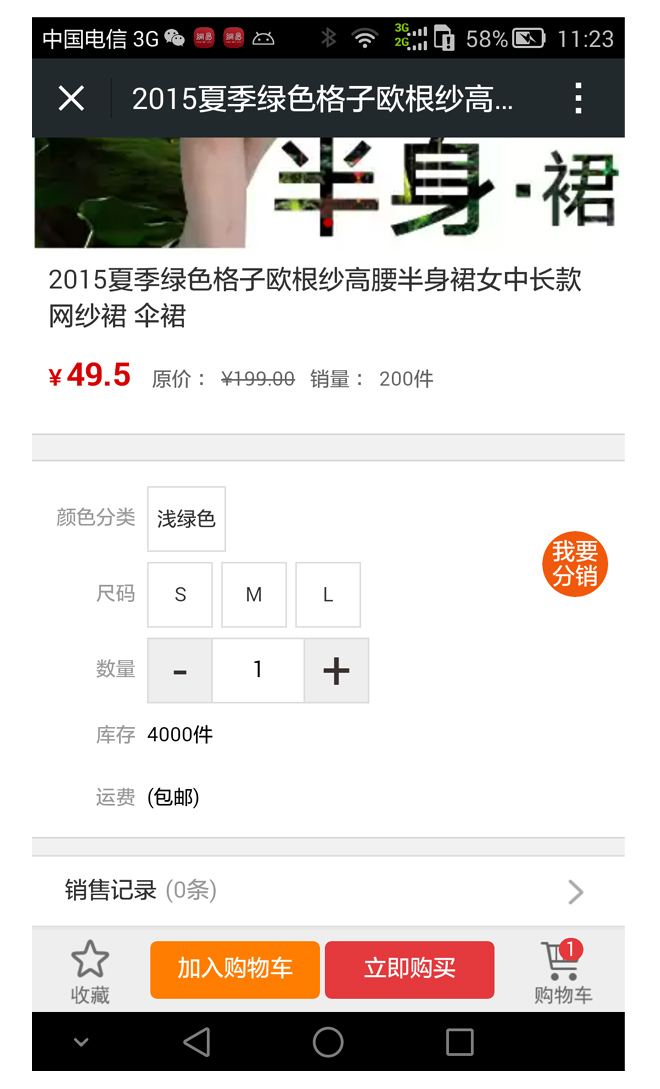 中国电信 3G 網易 網易 3G 2G 58% 11:23
2015夏季绿色格子欧根纱高...
半身·裙
2015夏季绿色格子欧根纱高腰半身裙女中长款
网纱裙 伞裙
¥49.5 原价： ¥199.00 销量： 200件
颜色分类 浅绿色
我要
分销
尺码 S M L
数量 - 1 +
库存 4000件
运费 (包邮)
销售记录 (0条)
收藏 加入购物车 立即购买 1 购物车